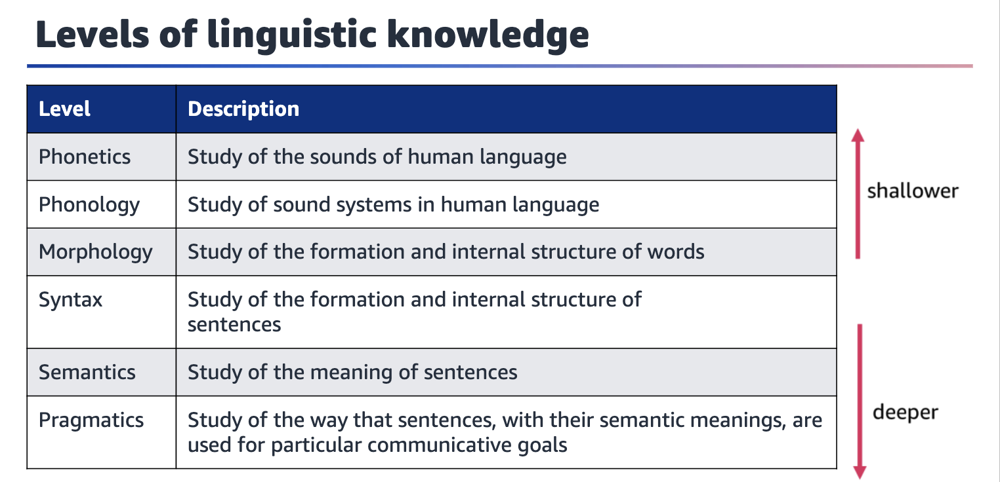 Levels of linguistic knowledge
Level Description
Phonetics Study of the sounds of human language
Phonology Study of sound systems in human language
shallower
Morphology Study of the formation and internal structure of words
Syntax Study of the formation and internal structure of
sentences
Semantics Study of the meaning of sentences
Pragmatics Study of the way that sentences, with their semantic meanings, are
used for particular communicative goals
deeper